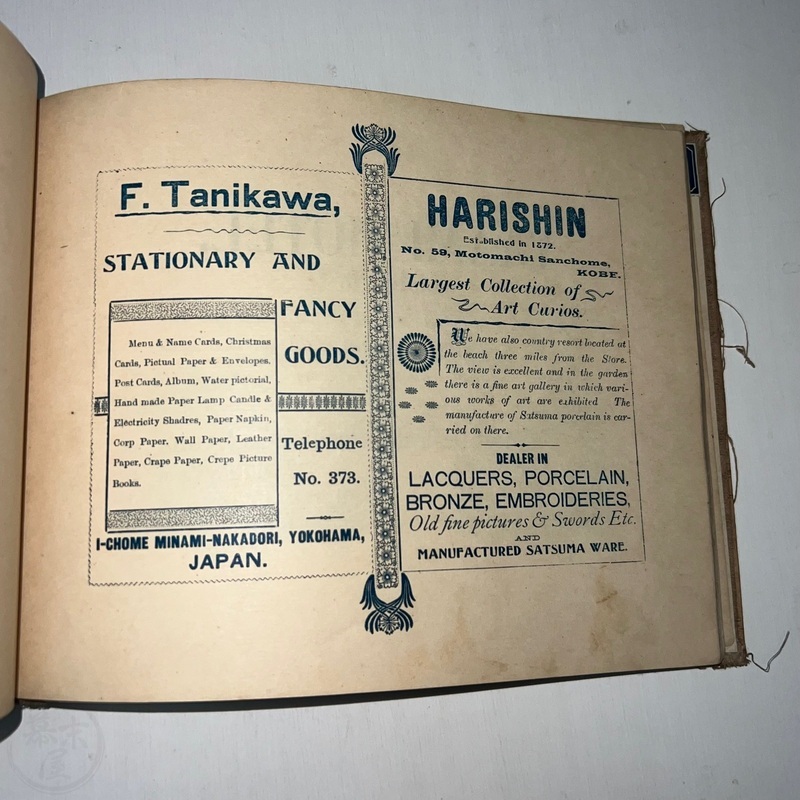 F. Tanikawa,
STATIONARY AND
FANCY
GOODS.
Menu & Name Cards, Christmas
Cards, Pictual Paper & Envelopes,
Post Cards, Album, Water pictorial,
Hand made Paper Lamp Candle &
Electricity Shadres, Paper Napkin,
Corp Paper, Wall Paper, Leather
Paper, Crape Paper, Crepe Picture
Books.
Telephone
No. 373.
I-CHOME MINAMI-NAKADORI, YOKOHAMA,
JAPAN.
HARISHIN
Established in 1872.
No. 59, Motomachi Sanchome,
KOBE.
Largest Collection of
Art Curios.
We have also country resort located at
the beach three miles from the Store.
The view is excellent and in the garden
there is a fine art gallery in which vari-
ous works of art are exhibited The
manufacture of Satsuma porcelain is car-
ried on there.
DEALER IN
LACQUERS, PORCELAIN,
BRONZE, EMBROIDERIES,
Old fine pictures & Swords Etc.
AND
MANUFACTURED SATSUMA WARE.
幕末屋